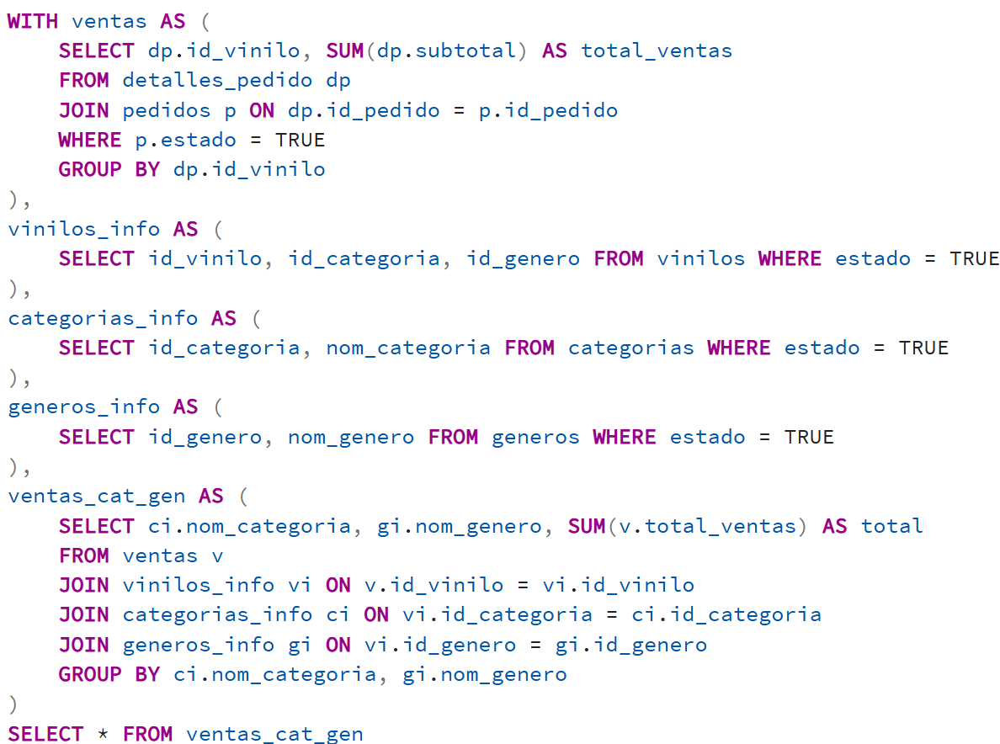 WITH ventas AS (
    SELECT dp.id_vinilo, SUM(dp.subtotal) AS total_ventas
    FROM detalles_pedido dp
    JOIN pedidos p ON dp.id_pedido = p.id_pedido
    WHERE p.estado = TRUE
    GROUP BY dp.id_vinilo
),
vinilos_info AS (
    SELECT id_vinilo, id_categoria, id_genero FROM vinilos WHERE estado = TRUE
),
categorias_info AS (
    SELECT id_categoria, nom_categoria FROM categorias WHERE estado = TRUE
),
generos_info AS (
    SELECT id_genero, nom_genero FROM generos WHERE estado = TRUE
),
ventas_cat_gen AS (
    SELECT ci.nom_categoria, gi.nom_genero, SUM(v.total_ventas) AS total
    FROM ventas v
    JOIN vinilos_info vi ON v.id_vinilo = vi.id_vinilo
    JOIN categorias_info ci ON vi.id_categoria = ci.id_categoria
    JOIN generos_info gi ON vi.id_genero = gi.id_genero
    GROUP BY ci.nom_categoria, gi.nom_genero
)
SELECT * FROM ventas_cat_gen